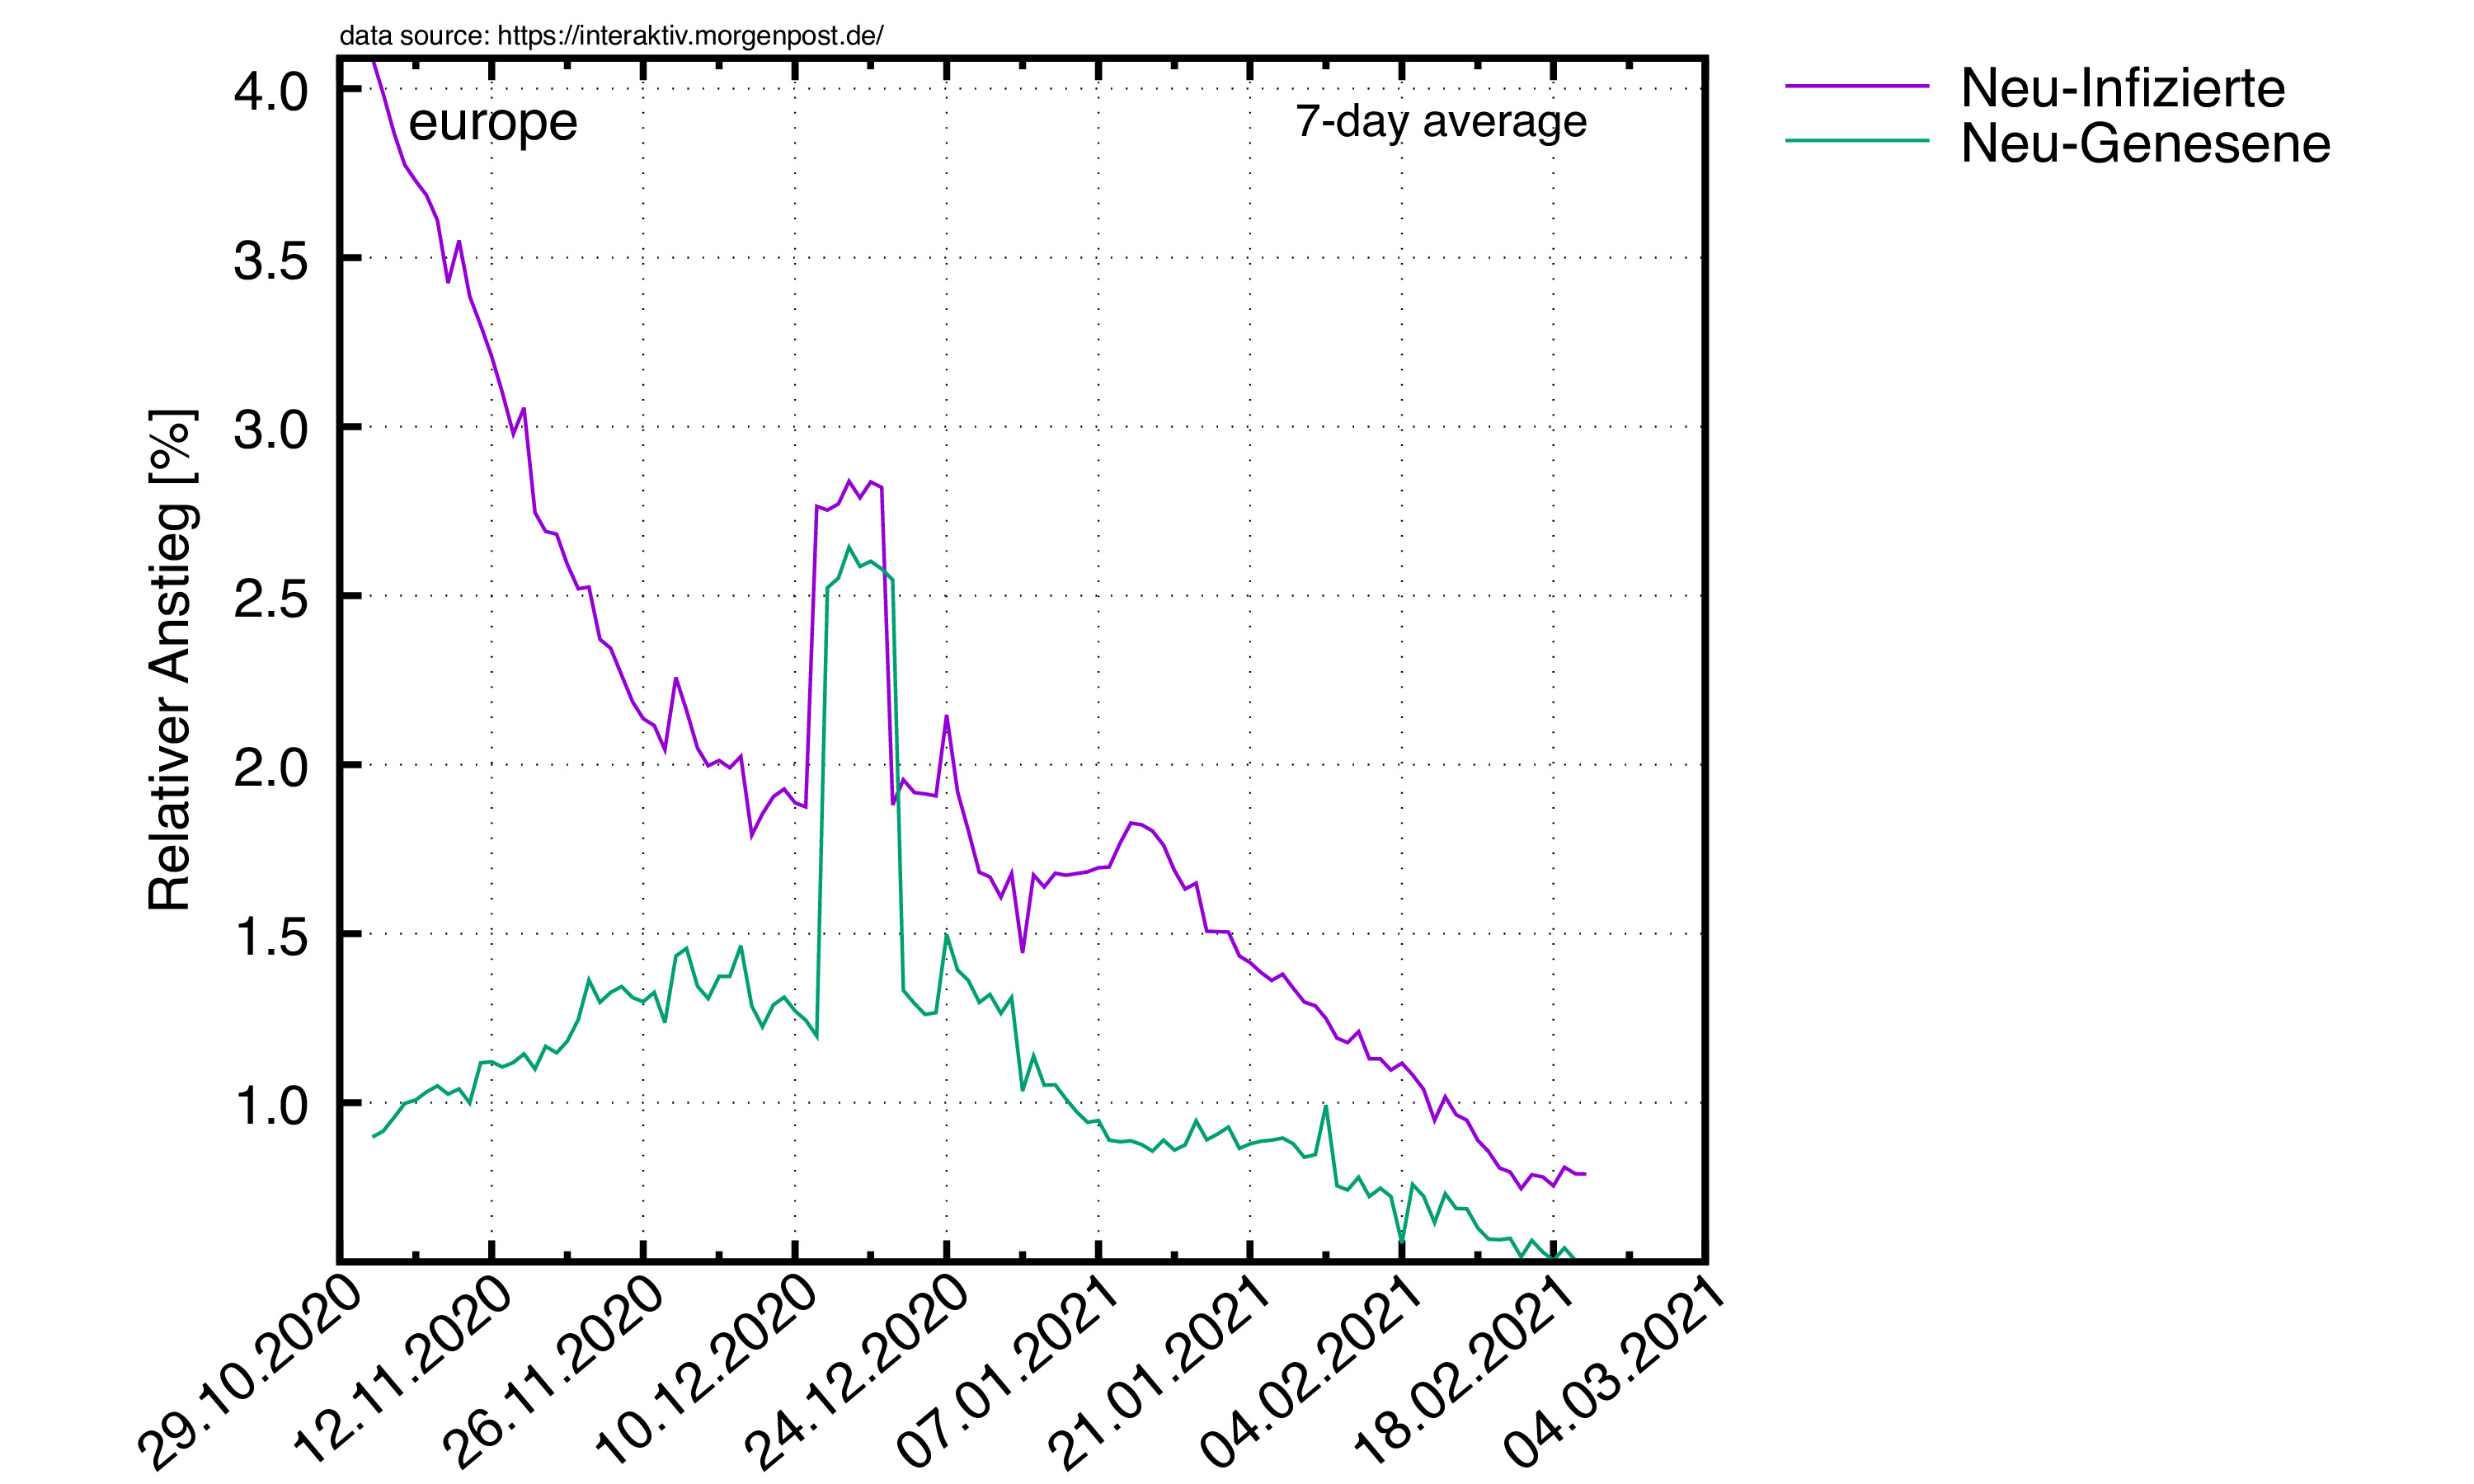 data source: https://interaktiv.morgenpost.de/
europe
7-day average
Neu-Infizierte
Neu-Genesene
Relativer Anstieg [%]
4.0
3.5
3.0
2.5
2.0
1.5
1.0
29.10.2020
12.11.2020
26.11.2020
10.12.2020
24.12.2020
07.01.2021
21.01.2021
04.02.2021
18.02.2021
04.03.2021